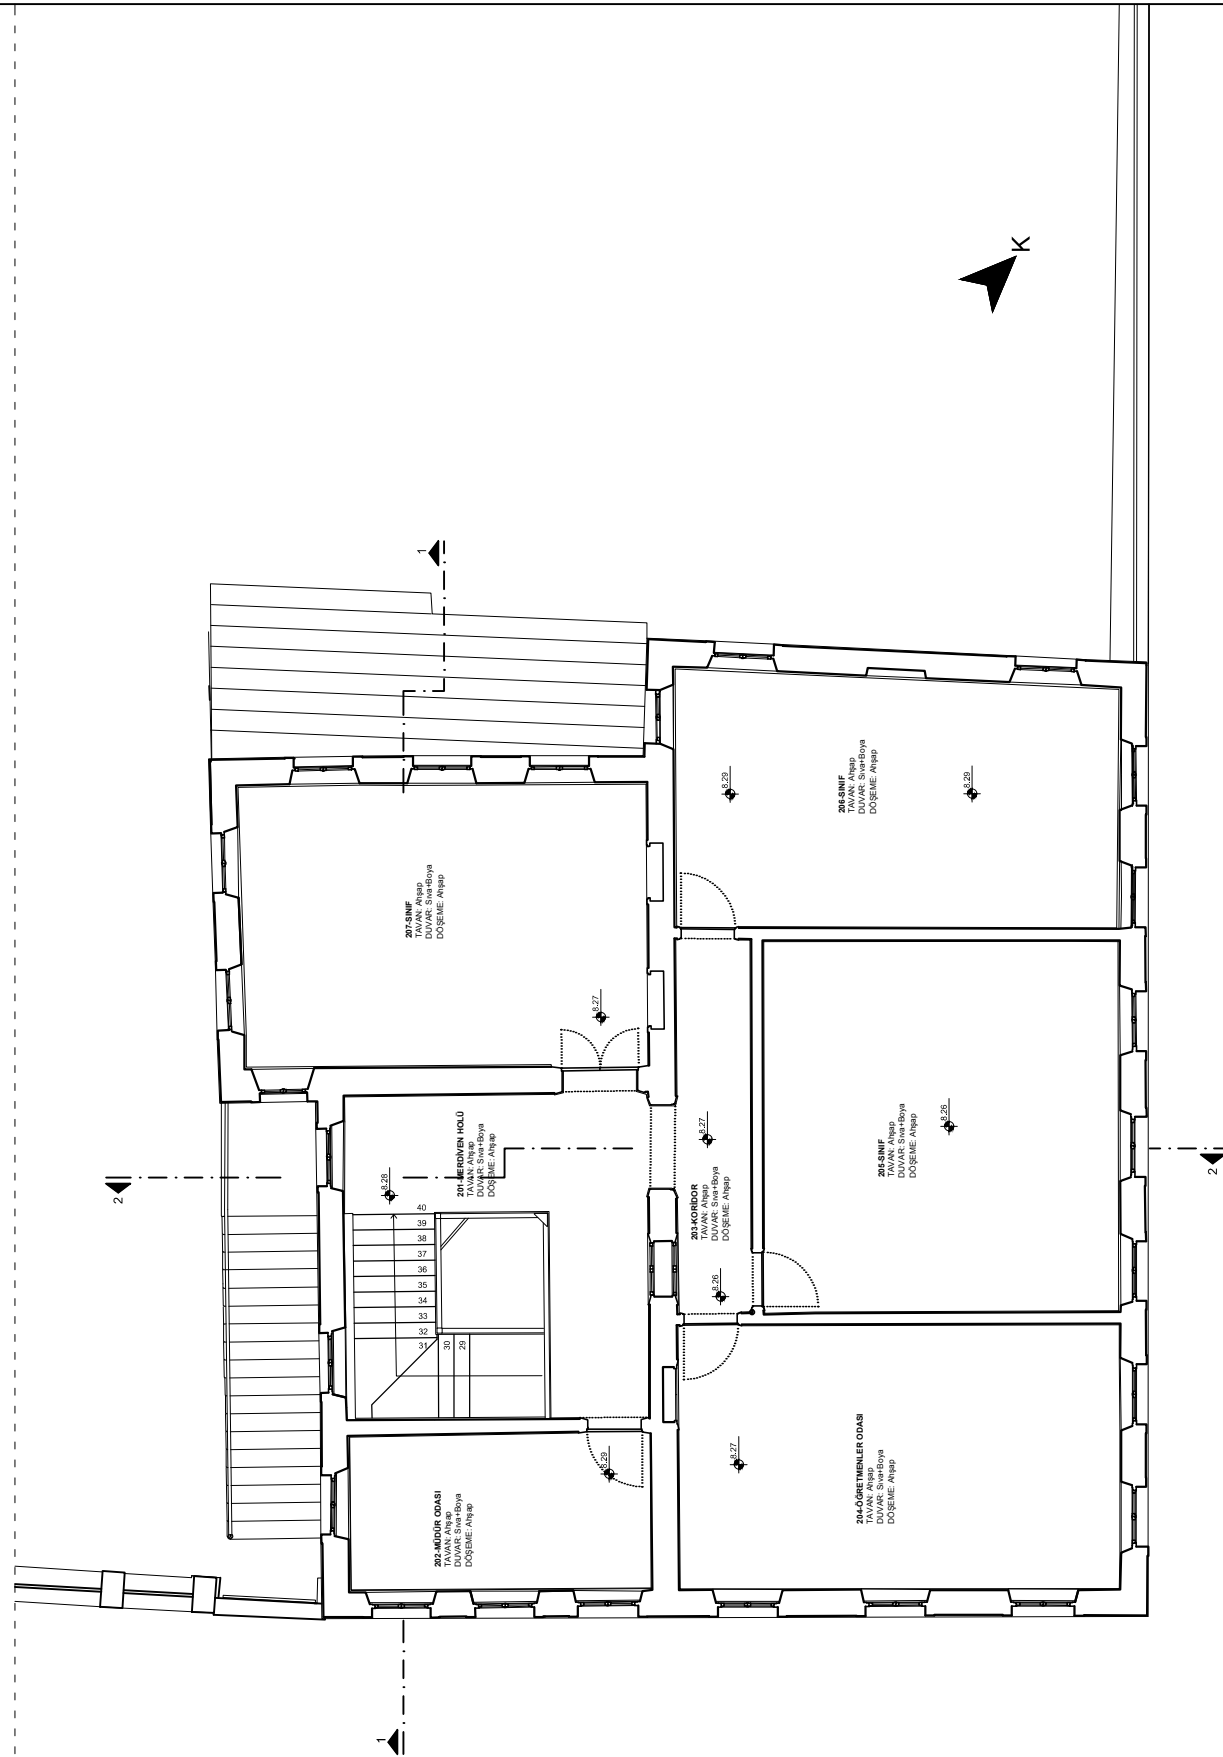 K
1
207-SINIF
TAVAN: Ahşap
DUVAR: Sıva+Boya
DÖŞEME: Ahşap
8.27
206-SINIF
TAVAN: Ahşap
DUVAR: Sıva+Boya
DÖŞEME: Ahşap
8.29
8.29
2
201-MERDİVEN HOLÜ
TAVAN: Ahşap
DUVAR: Sıva+Boya
DÖŞEME: Ahşap
8.28
40
39
38
37
36
35
34
33
32
31
30
29
203-KORİDOR
TAVAN: Ahşap
DUVAR: Sıva+Boya
DÖŞEME: Ahşap
8.27
8.26
205-SINIF
TAVAN: Ahşap
DUVAR: Sıva+Boya
DÖŞEME: Ahşap
8.26
2
202-MÜDÜR ODASI
TAVAN: Ahşap
DUVAR: Sıva+Boya
DÖŞEME: Ahşap
8.29
204-ÖĞRETMENLER ODASI
TAVAN: Ahşap
DUVAR: Sıva+Boya
DÖŞEME: Ahşap
8.27
1